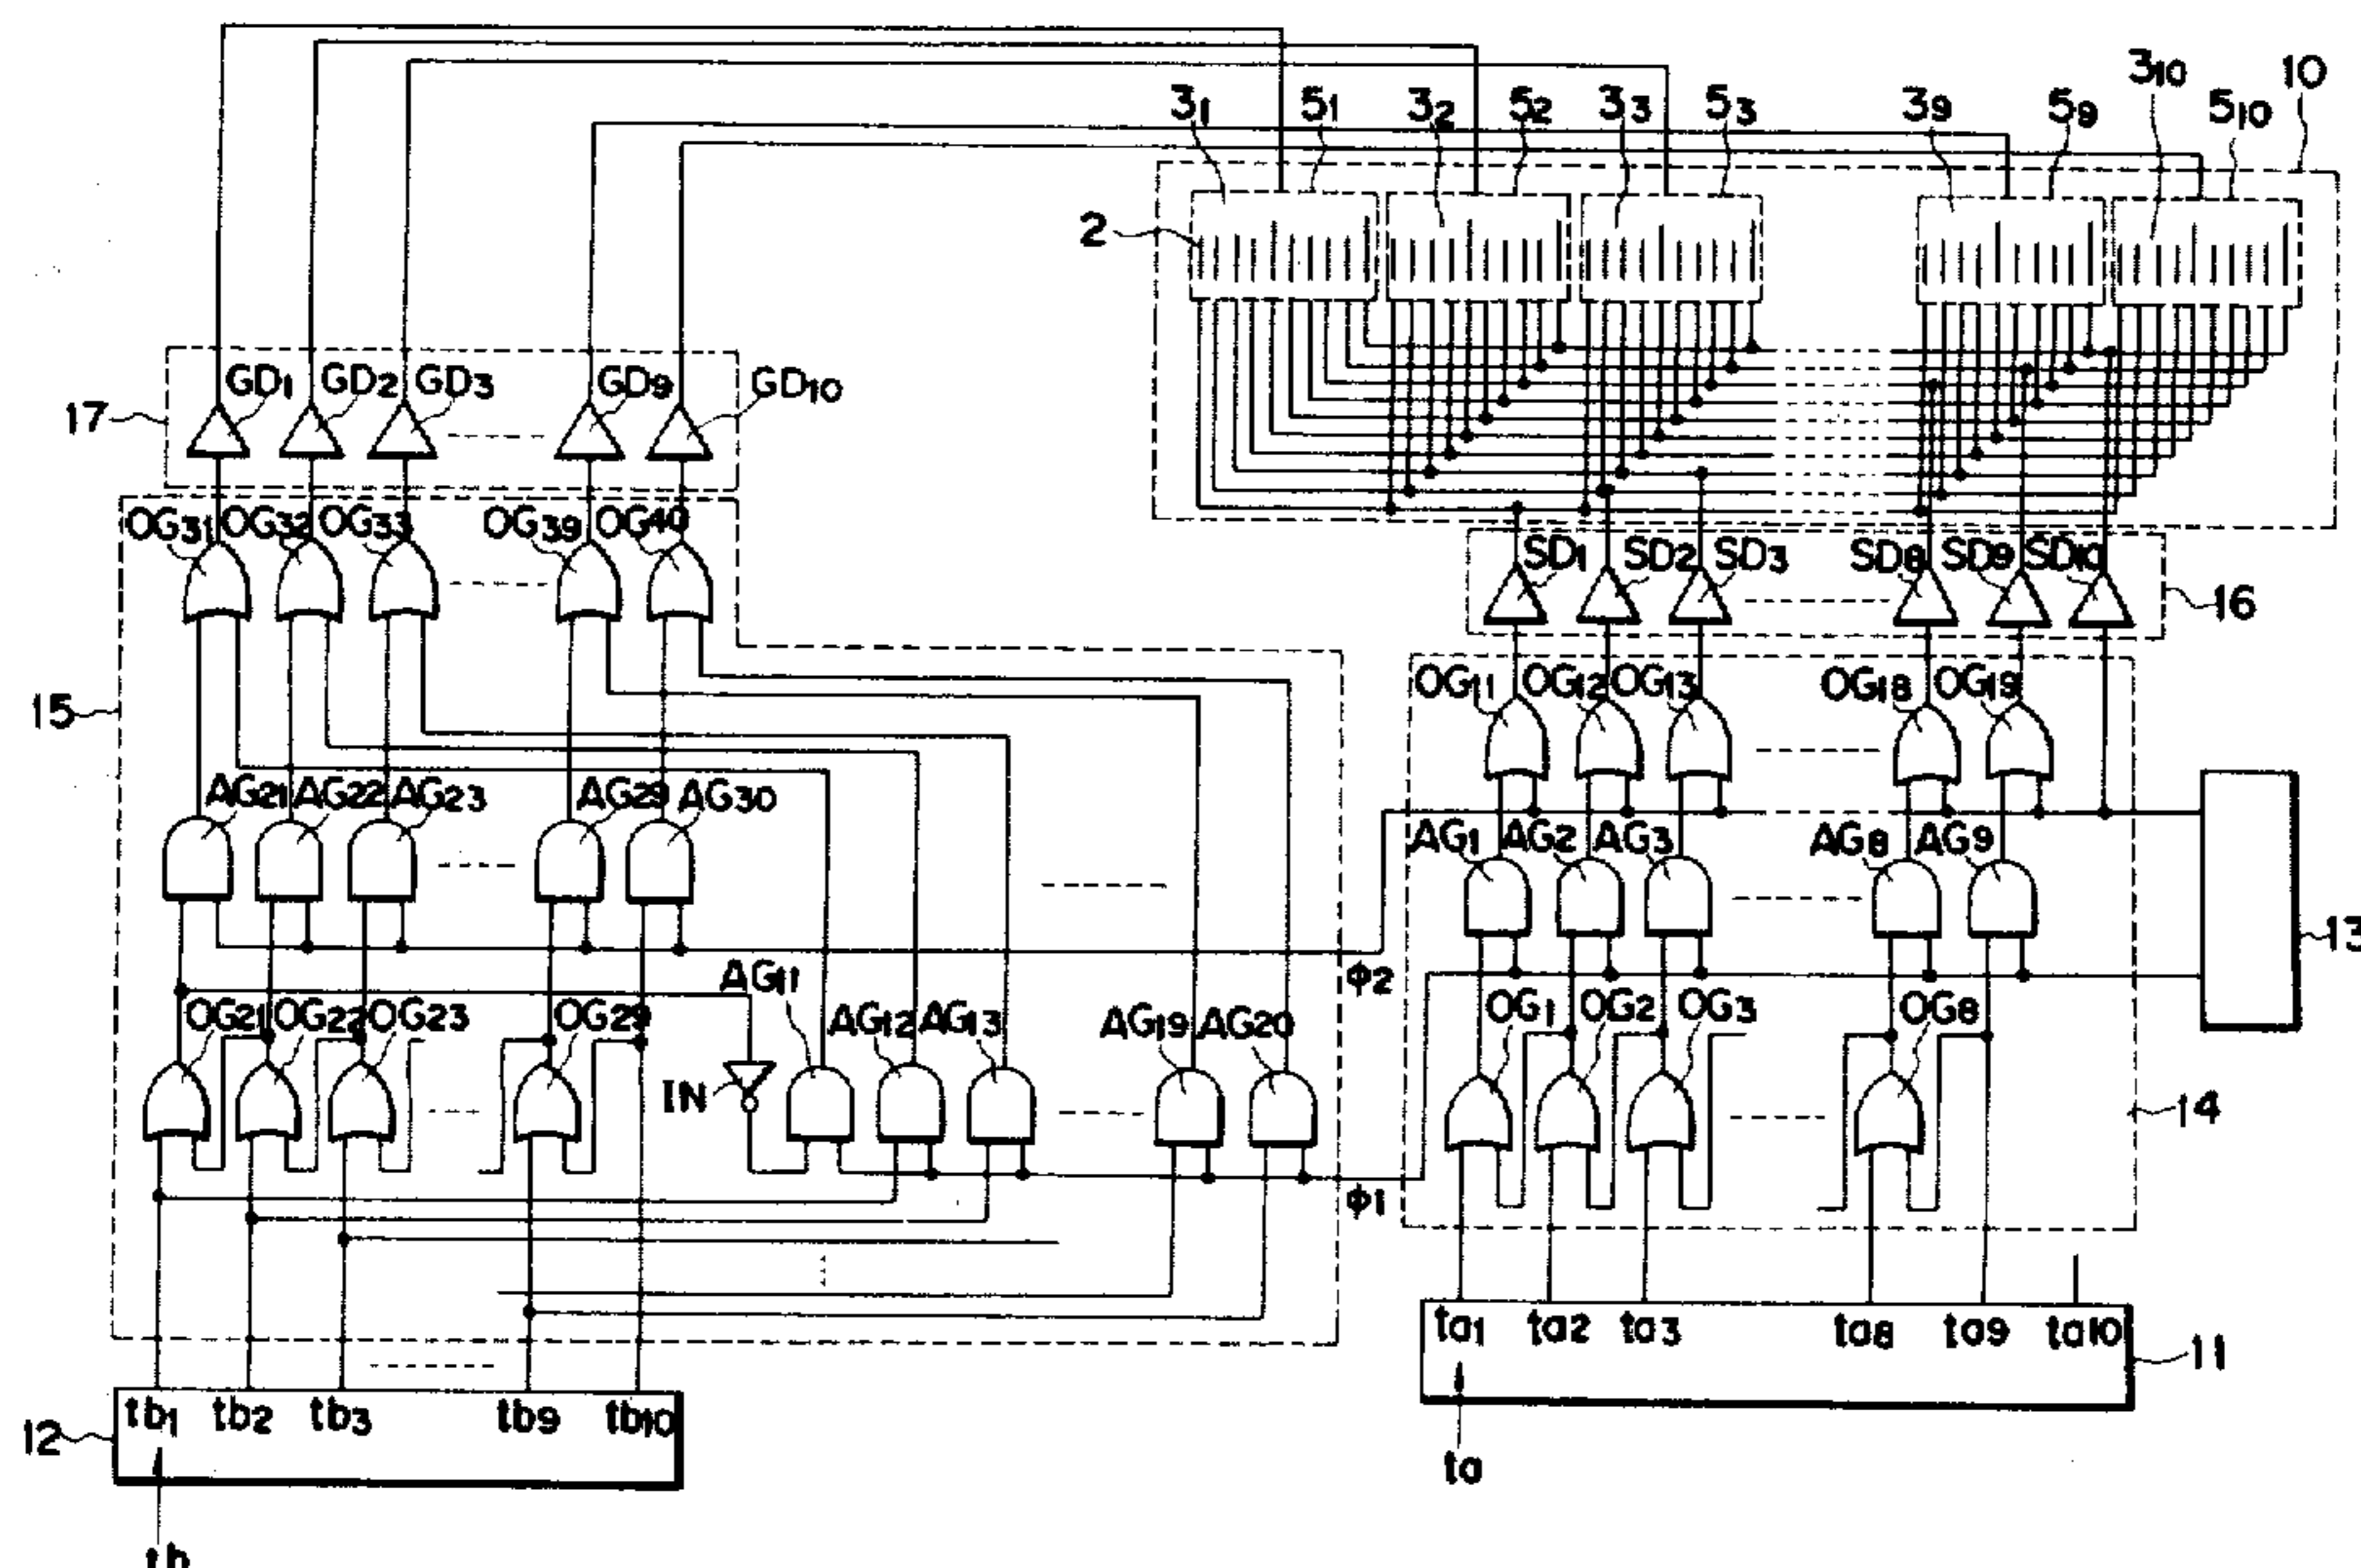 3₁ 5₁ 3₂ 5₂ 3₃ 5₃ 3₉ 5₉ 3₁₀ 5₁₀ 10
2
17 GD₁ GD₂ GD₃ GD₉ GD₁₀
OG₃₁ OG₃₂ OG₃₃ OG₃₉ OG₄₀
SD₁ SD₂ SD₃ SD₈ SD₉ SD₁₀ 16
15
OG₁₁ OG₁₂ OG₁₃ OG₁₈ OG₁₉
AG₂₁ AG₂₂ AG₂₃ AG₂₉ AG₃₀
AG₁ AG₂ AG₃ AG₈ AG₉
13
Φ2
AG₁₁
OG₂₁ OG₂₂ OG₂₃ OG₂₉
AG₁₂ AG₁₃ AG₁₉ AG₂₀
OG₁ OG₂ OG₃ OG₈
IN
14
Φ1
ta₁ ta₂ ta₃ ta₈ ta₉ ta₁₀ 11
12 tb₁ tb₂ tb₃ tb₉ tb₁₀
ta
tb